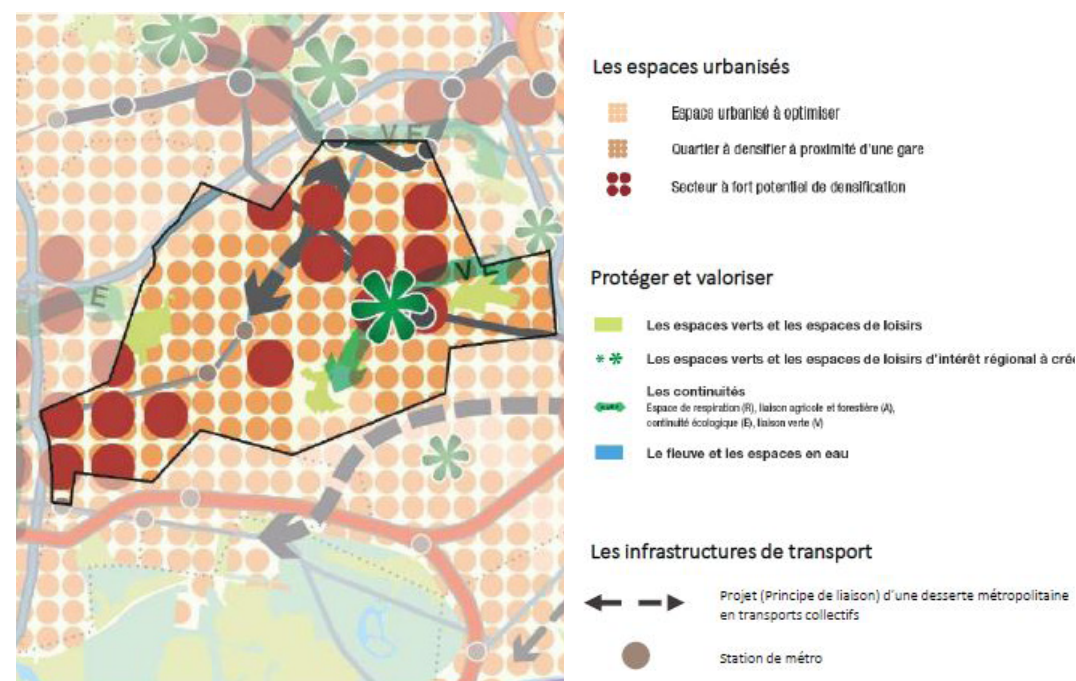 V E
E
V E
Les espaces urbanisés
Espace urbanisé à optimiser
Quartier à densifier à proximité d'une gare
Secteur à fort potentiel de densification
Protéger et valoriser
Les espaces verts et les espaces de loisirs
Les espaces verts et les espaces de loisirs d'intérêt régional à cré
Les continuités
Espace de respiration (R), liaison agricole et forestière (A),
continuité écologique (E), liaison verte (V)
Le fleuve et les espaces en eau
Les infrastructures de transport
Projet (Principe de liaison) d'une desserte métropolitaine
en transports collectifs
Station de métro